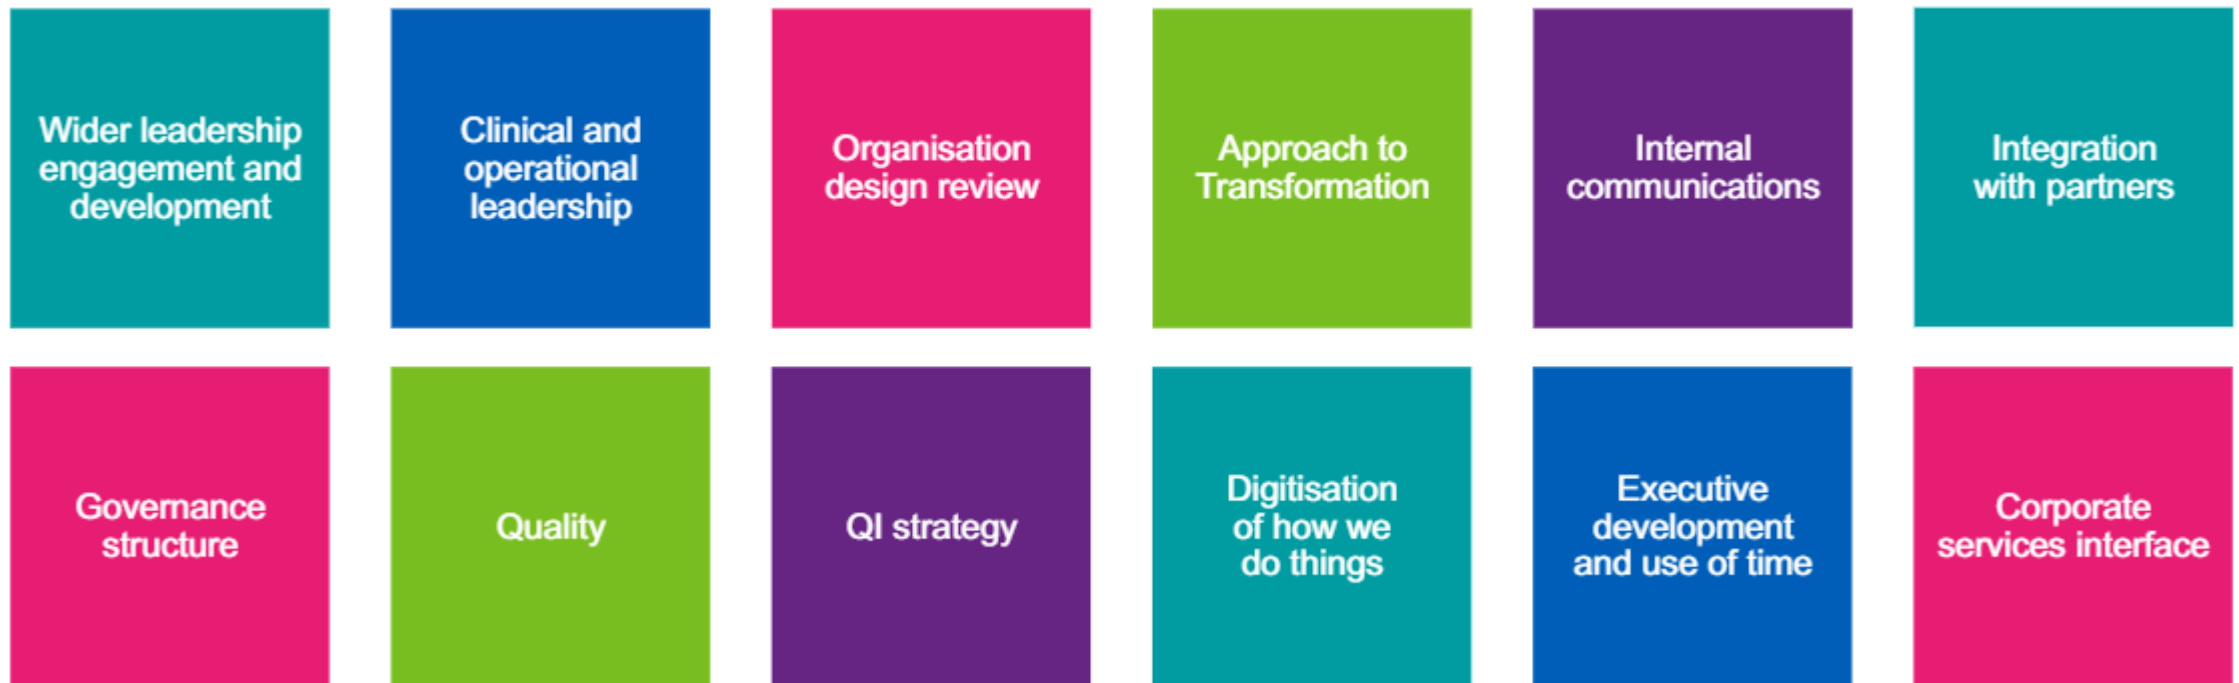 Wider leadership
engagement and
development
Clinical and
operational
leadership
Organisation
design review
Approach to
Transformation
Internal
communications
Integration
with partners
Governance
structure
Quality
QI strategy
Digitisation
of how we
do things
Executive
development
and use of time
Corporate
services interface